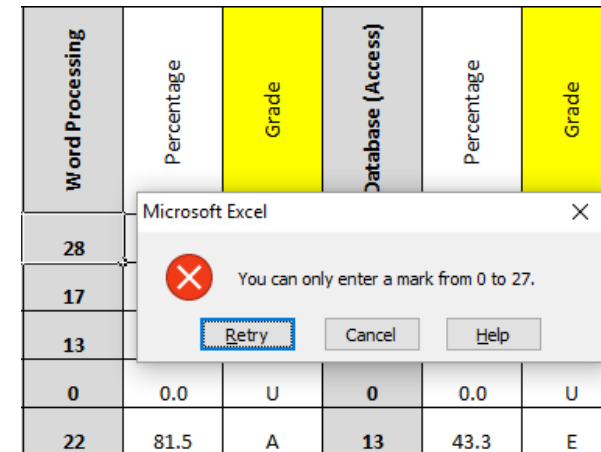 Word Processing
Percentage
Grade
Database (Access)
Percentage
Grade
Microsoft Excel
28
You can only enter a mark from 0 to 27.
17
Retry Cancel Help
13
0 0.0 U 0 0.0 U
22 81.5 A 13 43.3 E